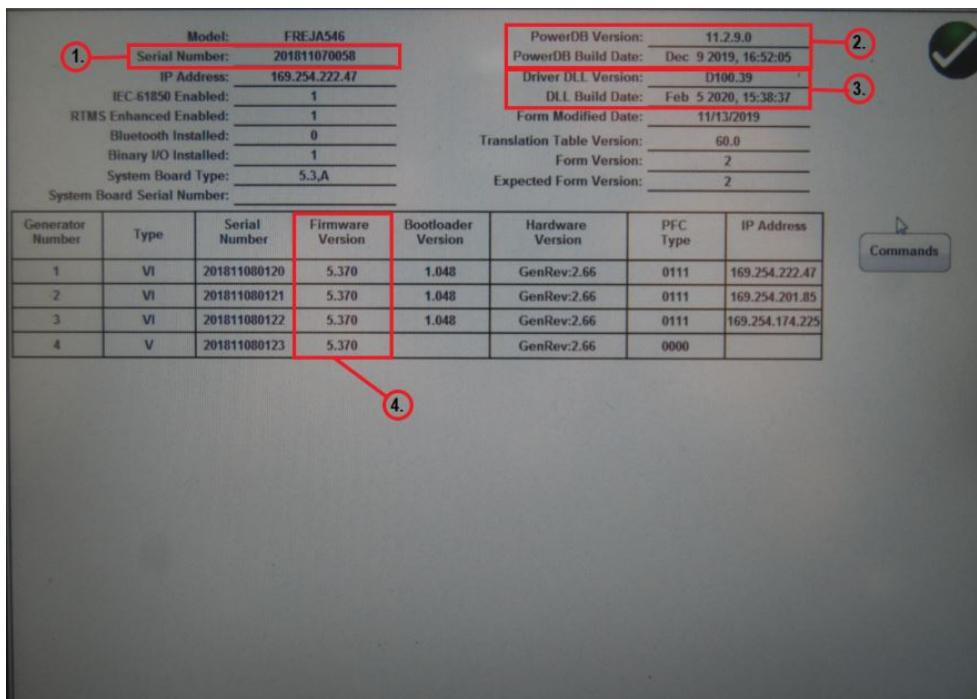 Model: FREJA546
1. Serial Number: 201811070058
IP Address: 169.254.222.47
IEC-61850 Enabled: 1
RTMS Enhanced Enabled: 1
Bluetooth Installed: 0
Binary I/O Installed: 1
System Board Type: 5.3,A
System Board Serial Number:
PowerDB Version: 11.2.9.0
2.
PowerDB Build Date: Dec 9 2019, 16:52:05
Driver DLL Version: D100.39
3.
DLL Build Date: Feb 5 2020, 15:38:37
Form Modified Date: 11/13/2019
Translation Table Version: 60.0
Form Version: 2
Expected Form Version: 2
Generator Number Type Serial Number Firmware Version Bootloader Version Hardware Version PFC Type IP Address
1 VI 201811080120 5.370 1.048 GenRev:2.66 0111 169.254.222.47
2 VI 201811080121 5.370 1.048 GenRev:2.66 0111 169.254.201.85
3 VI 201811080122 5.370 1.048 GenRev:2.66 0111 169.254.174.225
4 V 201811080123 5.370 GenRev:2.66 0000
Commands
4.